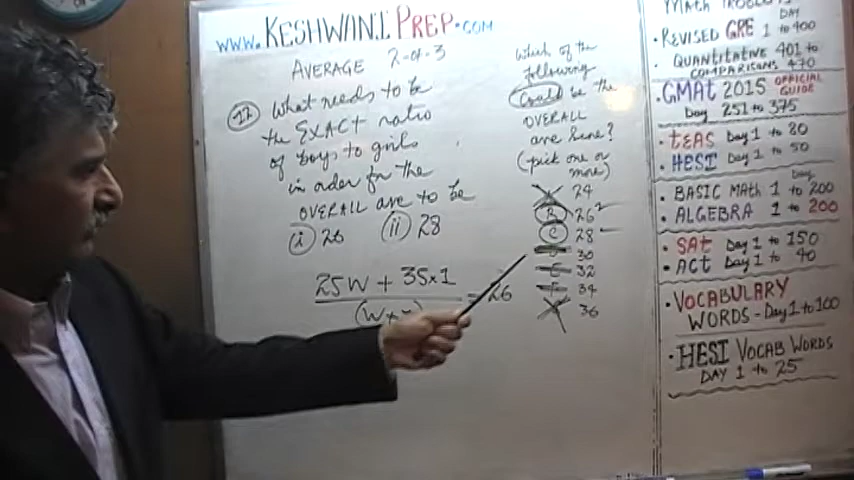 www.KESHWANIPREP.COM
AVERAGE 2-of-3
12 What needs to be
the EXACT ratio
of boys to girls
in order for the
OVERALL are to be
i 26 ii 28
25W + 35x1
= 26
(W+
Which of the
following
Could be the
OVERALL
are here?
(pick one or
more)
24
B 26
C 28
30
E 32
F 34
36
MATH PROBLEMS
• REVISED GRE DAY 1 to 400
• QUANTITATIVE 401 to
COMPARISONS 470
• GMAT 2015 OFFICIAL GUIDE
Day 251 to 375
• TEAS Day 1 to 80
• HESI Day 1 to 50
Day
• BASIC MATH 1 to 200
• ALGEBRA 1 to 200
• SAT Day 1 to 150
• ACT Day 1 to 40
• VOCABULARY
WORDS - Day 1 to 100
• HESI VOCAB WORDS
DAY 1 to 25